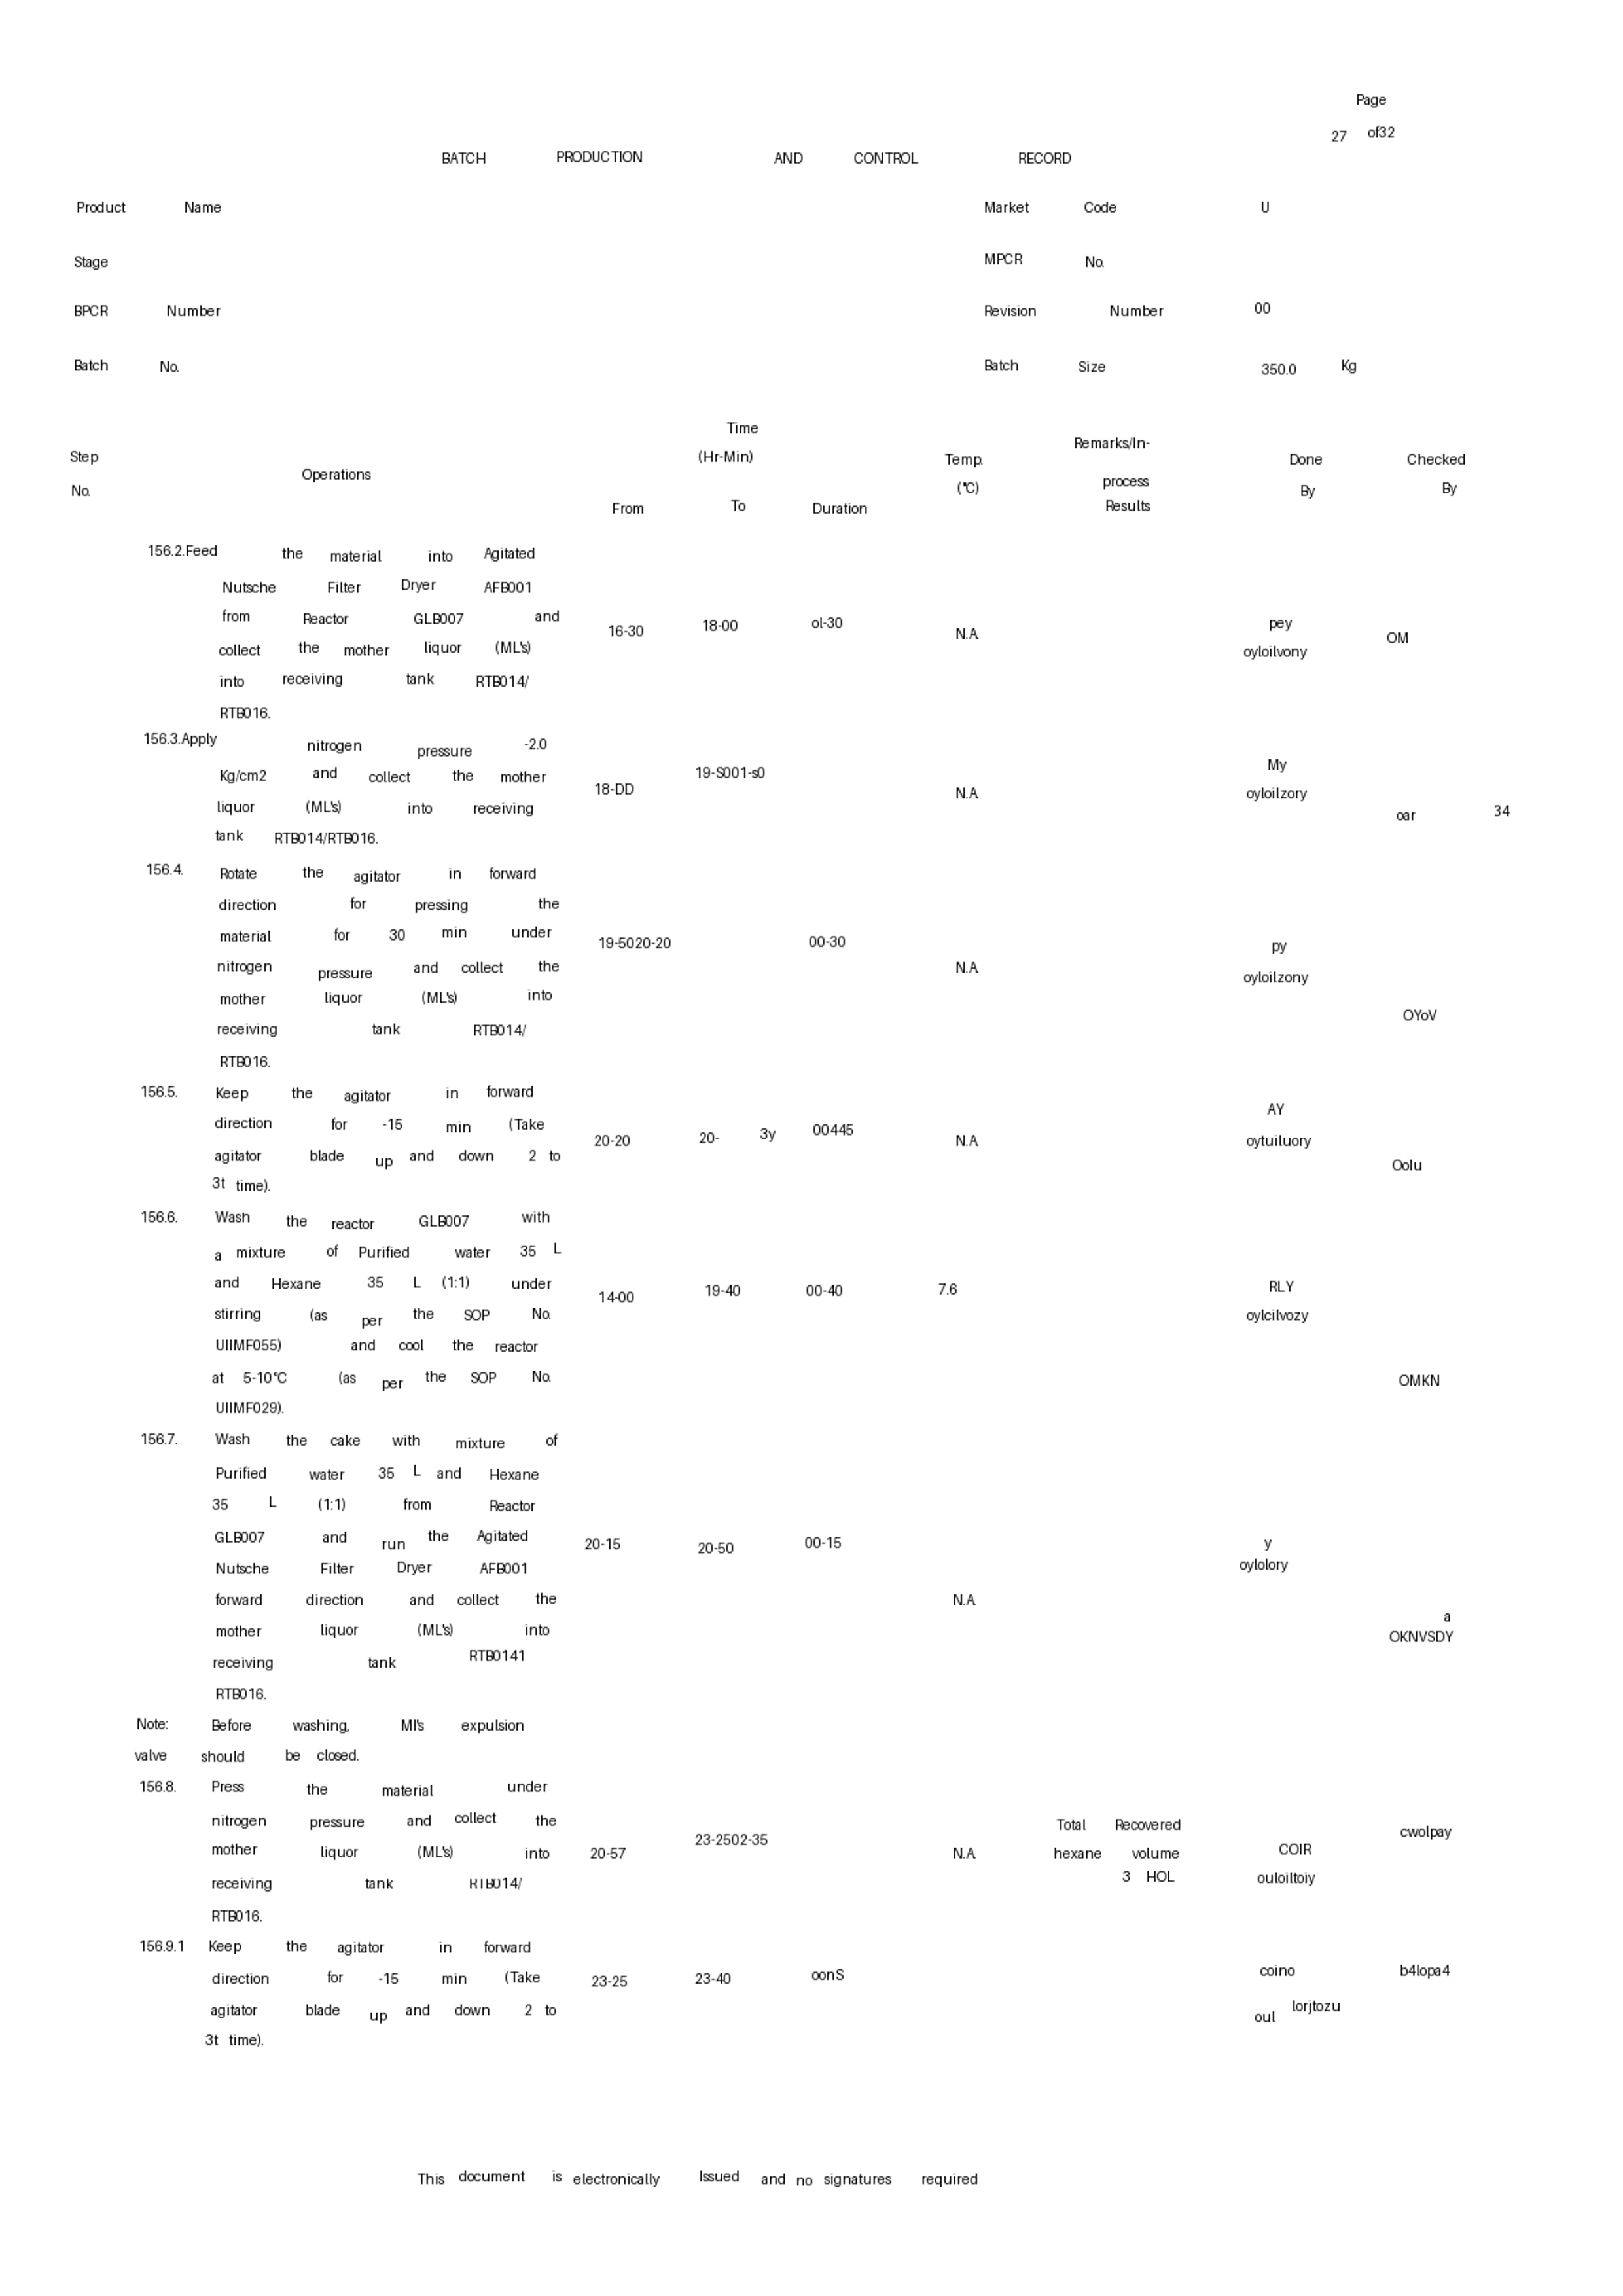 Page
27 of32
BATCH PRODUCTION AND CONTROL RECORD
Product Name Market Code U
Stage MPCR No.
BPCR Number Revision Number 00
Batch No. Batch Size 350.0 Kg
Time
Step (Hr-Min) Temp. Remarks/In- Done Checked
No. Operations (°C) process By By
From To Duration Results
156.2.Feed the material into Agitated
Nutsche Filter Dryer AFB001
from Reactor GLB007 and 16-30 18-00 ol-30 N.A pey OM
collect the mother liquor (ML's) oyloilvony
into receiving tank RTB014/
RTB016.
156.3.Apply nitrogen pressure -2.0
Kg/cm2 and collect the mother 18-DD 19-S001-s0 N.A My
liquor (ML's) into receiving oyloilzory oar 34
tank RTB014/RTB016.
156.4. Rotate the agitator in forward
direction for pressing the
material for 30 min under 19-5020-20 00-30 py
nitrogen pressure and collect the N.A oyloilzony
mother liquor (ML's) into OYoV
receiving tank RTB014/
RTB016.
156.5. Keep the agitator in forward AY
direction for -15 min (Take 20-20 20- 3y 00445 N.A oytuiluory
agitator blade up and down 2 to Oolu
3t time).
156.6. Wash the reactor GLB007 with
a mixture of Purified water 35 L
and Hexane 35 L (1:1) under 14-00 19-40 00-40 7.6 RLY
stirring (as per the SOP No. oylcilvozy
UIIMF055) and cool the reactor
at 5-10°C (as per the SOP No. OMKN
UIIMF029).
156.7. Wash the cake with mixture of
Purified water 35 L and Hexane
35 L (1:1) from Reactor
GLB007 and run the Agitated 20-15 20-50 00-15 y
Nutsche Filter Dryer AFB001 oylolory
forward direction and collect the N.A
mother liquor (ML's) into a
receiving tank RTB0141 OKNVSDY
RTB016.
Note: Before washing, Ml's expulsion
valve should be closed.
156.8. Press the material under
nitrogen pressure and collect the 23-2502-35 Total Recovered cwolpay
mother liquor (ML's) into 20-57 N.A hexane volume COIR
receiving tank RTB014/ 3 HOL ouloiltoiy
RTB016.
156.9.1 Keep the agitator in forward
direction for -15 min (Take 23-25 23-40 oonS coino b4lopa4
agitator blade up and down 2 to oul lorjtozu
3t time).
This document is electronically Issued and no signatures required